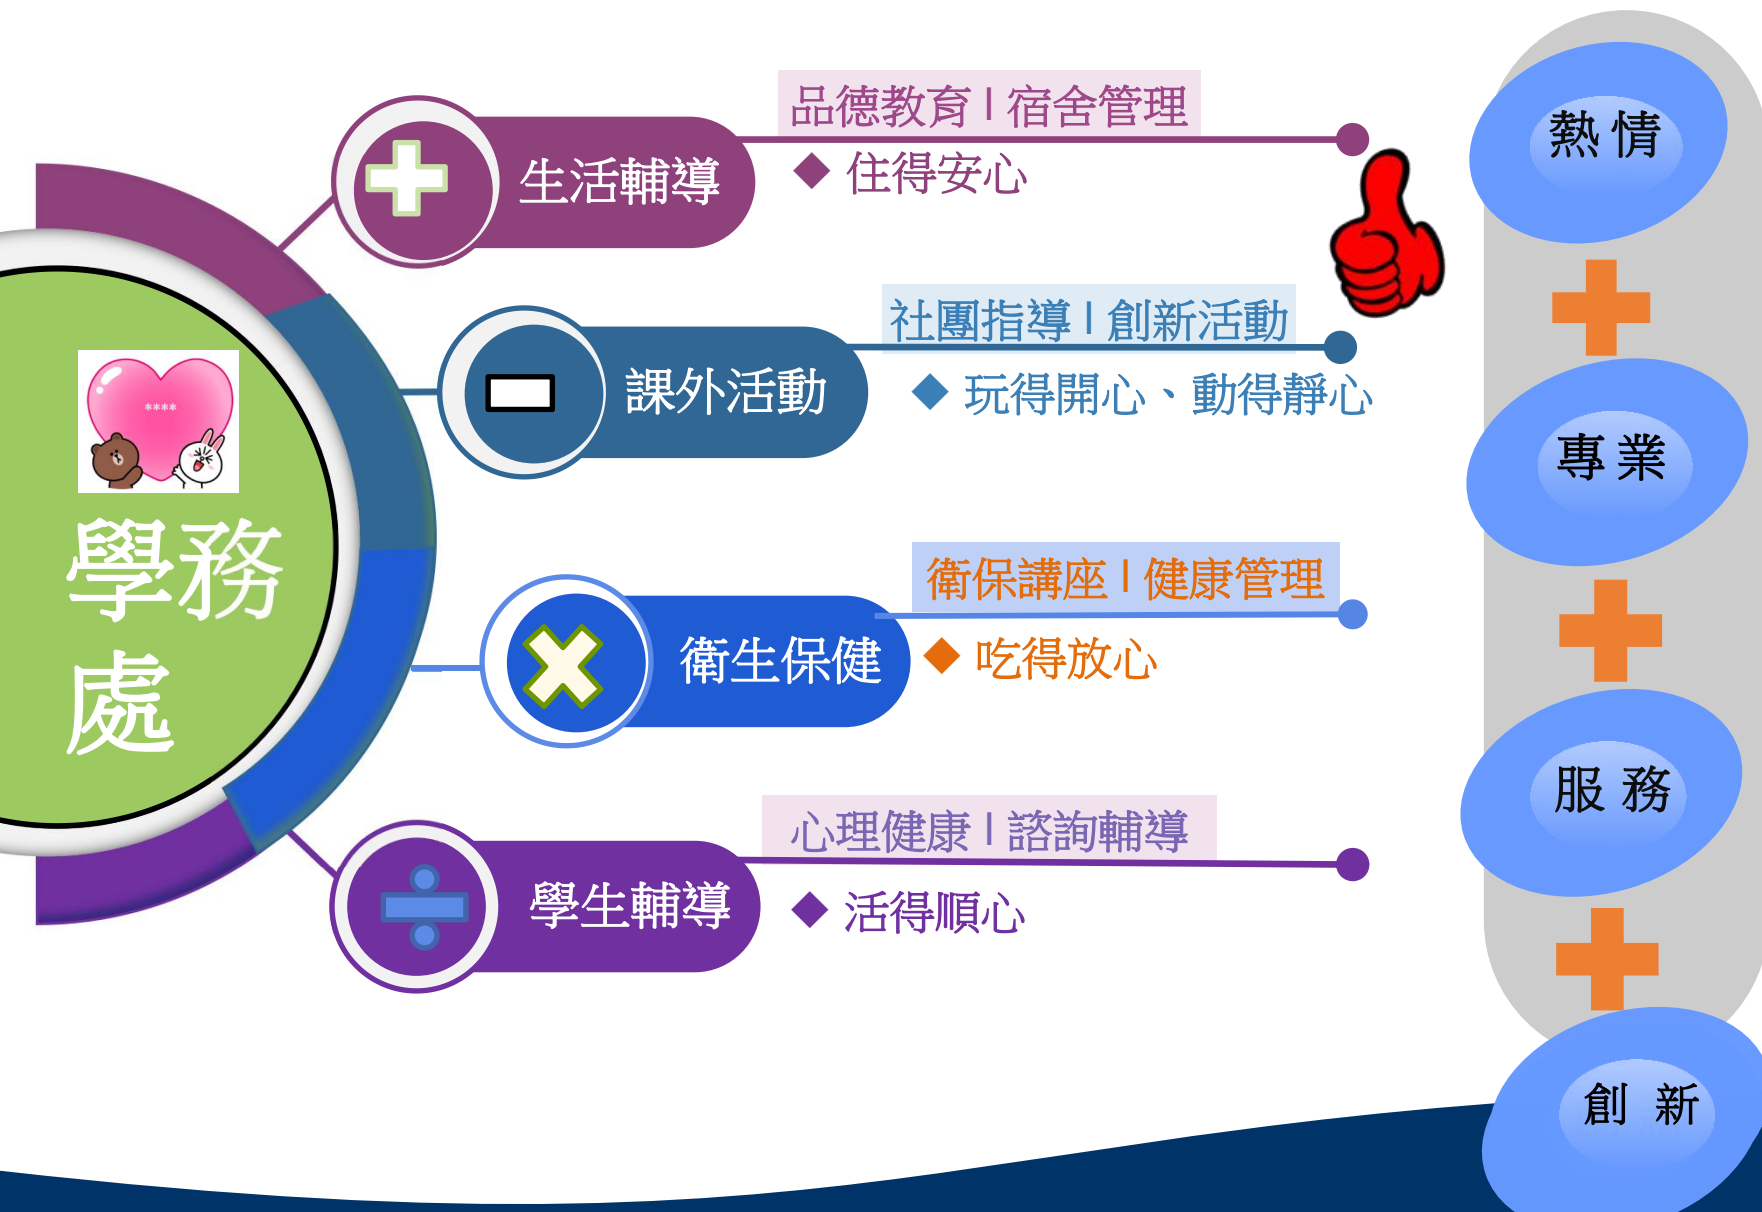 學務
處
****
生活輔導
品德教育 | 宿舍管理
◆ 住得安心
課外活動
社團指導 | 創新活動
◆ 玩得開心、動得靜心
衛生保健
衛保講座 | 健康管理
◆ 吃得放心
學生輔導
心理健康 | 諮詢輔導
◆ 活得順心
熱情
專業
服務
創新